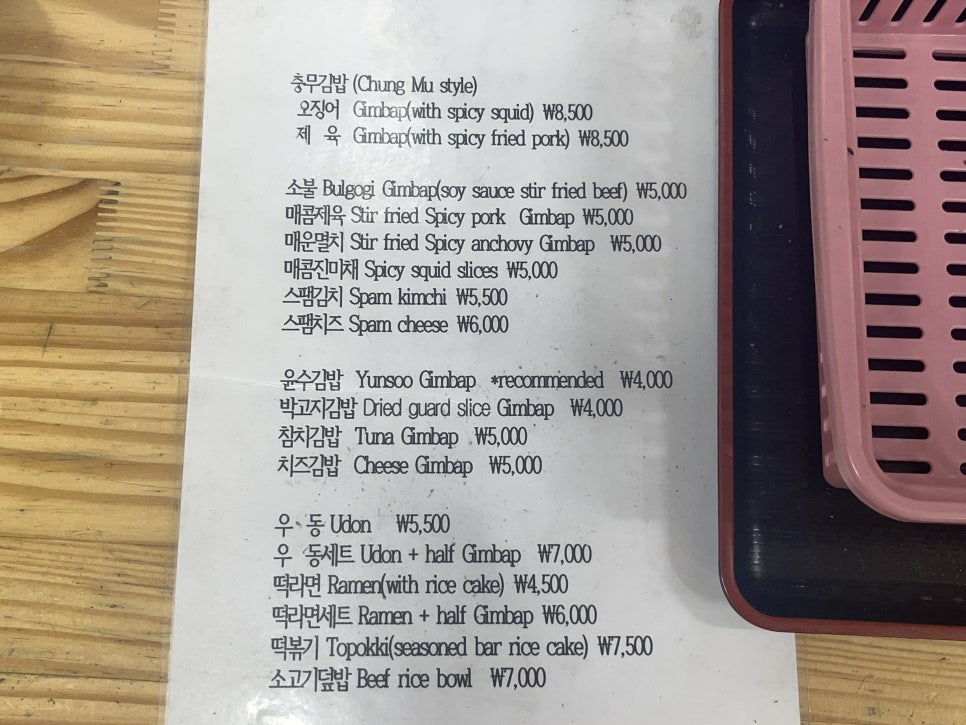 충무김밥 (Chung Mu style)
오징어 Gimbap(with spicy squid) ₩8,500
제 육 Gimbap(with spicy fried pork) ₩8,500
소불 Bulgogi Gimbap(soy sauce stir fried beef) ₩5,000
매콤제육 Stir fried Spicy pork Gimbap ₩5,000
매운멸치 Stir fried Spicy anchovy Gimbap ₩5,000
매콤진미채 Spicy squid slices ₩5,000
스팸김치 Spam kimchi ₩5,500
스팸치즈 Spam cheese ₩6,000
윤수김밥 Yunsoo Gimbap *recommended ₩4,000
박고지김밥 Dried guard slice Gimbap ₩4,000
참치김밥 Tuna Gimbap ₩5,000
치즈김밥 Cheese Gimbap ₩5,000
우 동 Udon ₩5,500
우 동세트 Udon + half Gimbap ₩7,000
떡라면 Ramen(with rice cake) ₩4,500
떡라면세트 Ramen + half Gimbap ₩6,000
떡볶기 Topokki(seasoned bar rice cake) ₩7,500
소고기덮밥 Beef rice bowl ₩7,000